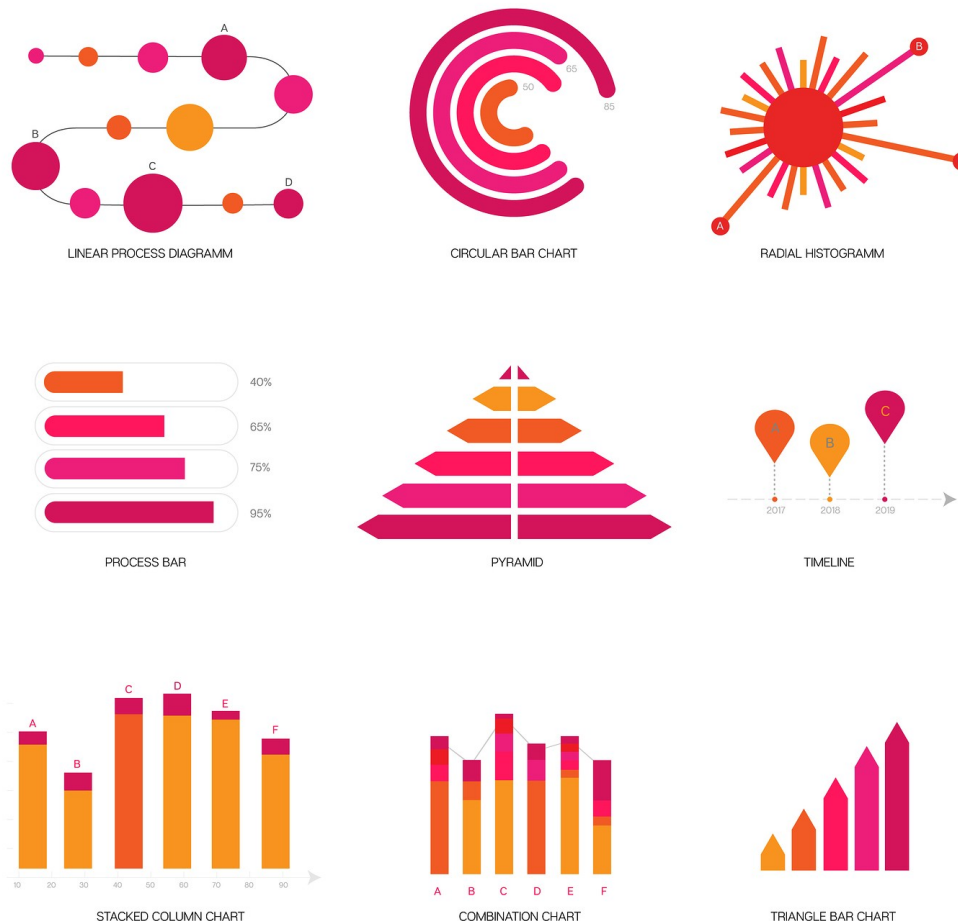 A
B
C
D
LINEAR PROCESS DIAGRAMM
50
65
85
CIRCULAR BAR CHART
B
A
RADIAL HISTOGRAMM
40%
65%
75%
95%
PROCESS BAR
PYRAMID
A
B
C
2017 2018 2019
TIMELINE
A
B
C
D
E
F
10 20 30 40 50 60 70 80 90
STACKED COLUMN CHART
A B C D E F
COMBINATION CHART
TRIANGLE BAR CHART